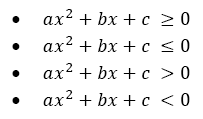 • ax² + bx + c ≥ 0
• ax² + bx + c ≤ 0
• ax² + bx + c > 0
• ax² + bx + c < 0